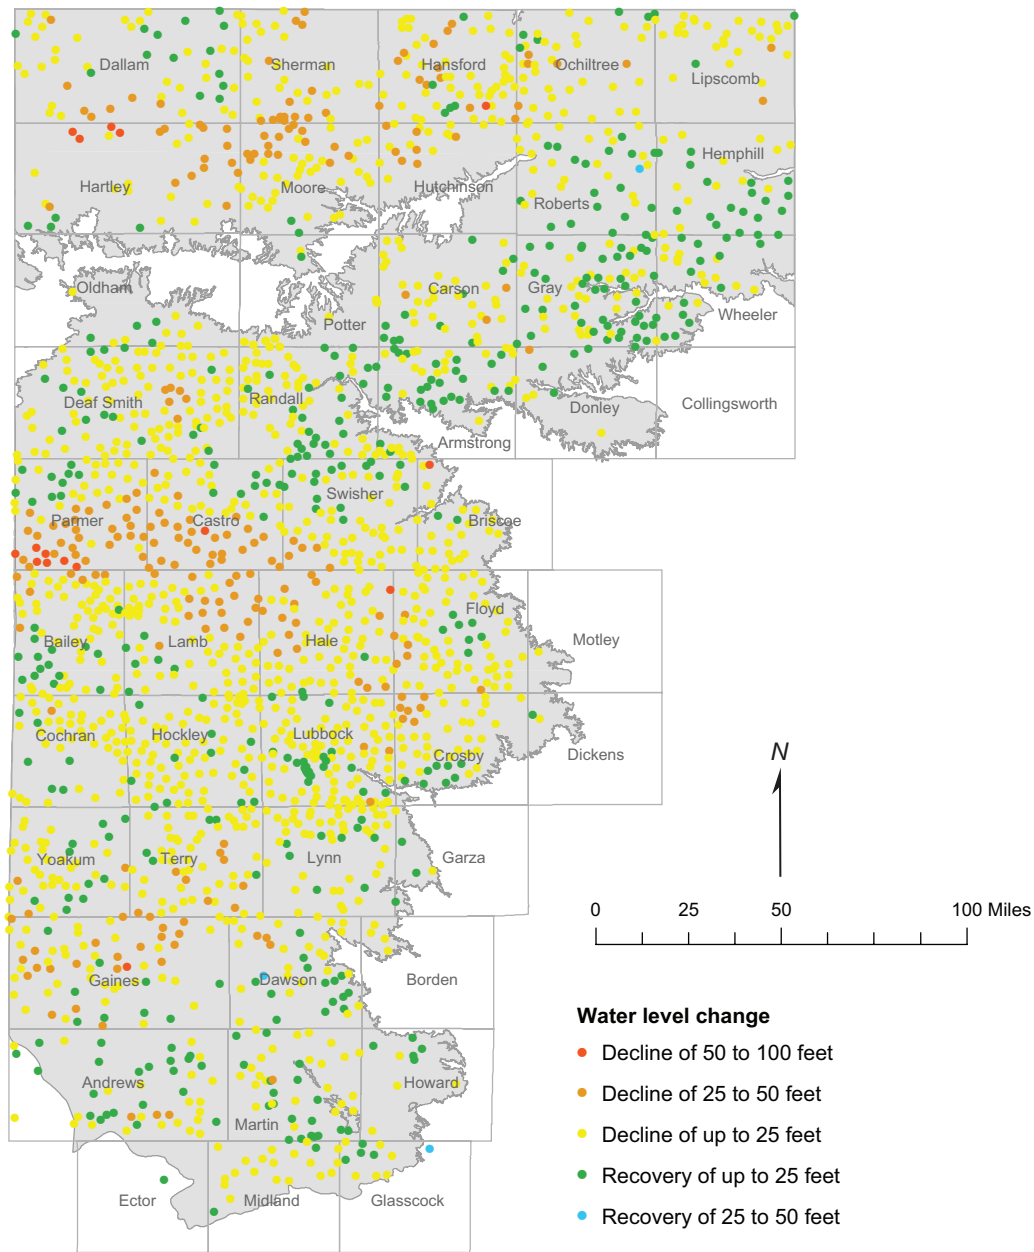 Dallam
Sherman
Hansford
Ochiltree
Lipscomb
Hartley
Moore
Hutchinson
Roberts
Hemphill
Oldham
Potter
Carson
Gray
Wheeler
Deaf Smith
Randall
Armstrong
Donley
Collingsworth
Parmer
Castro
Swisher
Briscoe
Bailey
Lamb
Hale
Floyd
Motley
Cochran
Hockley
Lubbock
Crosby
Dickens
Yoakum
Terry
Lynn
Garza
Gaines
Dawson
Borden
Andrews
Martin
Howard
Ector
Midland
Glasscock
N
0 25 50 100 Miles
Water level change
Decline of 50 to 100 feet
Decline of 25 to 50 feet
Decline of up to 25 feet
Recovery of up to 25 feet
Recovery of 25 to 50 feet